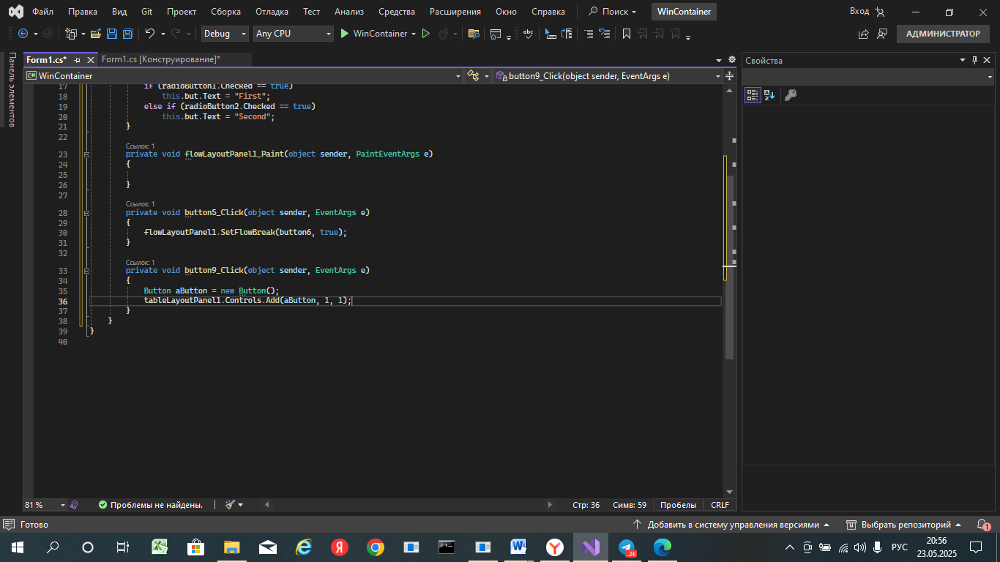 Файл Правка Вид Git Проект Сборка Отладка Тест Анализ Средства Расширения Окно Справка Поиск WinContainer Вход
Debug Any CPU WinContainer abc АДМИНИСТРАТОР
Панель элементов
Form1.cs* Form1.cs [Конструирование]* Свойства
C# WinContainer button9_Click(object sender, EventArgs e)
17 if (radioButton1.Checked == true)
18 this.but.Text = "First";
19 else if (radioButton2.Checked == true)
20 this.but.Text = "Second";
21 }
22
Ссылок: 1
23 private void flowLayoutPanel1_Paint(object sender, PaintEventArgs e)
24 {
25
26 }
27
Ссылок: 1
28 private void button5_Click(object sender, EventArgs e)
29 {
30 flowLayoutPanel1.SetFlowBreak(button6, true);
31 }
32
Ссылок: 1
33 private void button9_Click(object sender, EventArgs e)
34 {
35 Button aButton = new Button();
36 tableLayoutPanel1.Controls.Add(aButton, 1, 1);
37 }
38 }
39 }
40
81 % Проблемы не найдены. Стр: 36 Симв: 59 Пробелы CRLF
Готово Добавить в систему управления версиями Выбрать репозиторий 1
РУС 20:56
23.05.2025